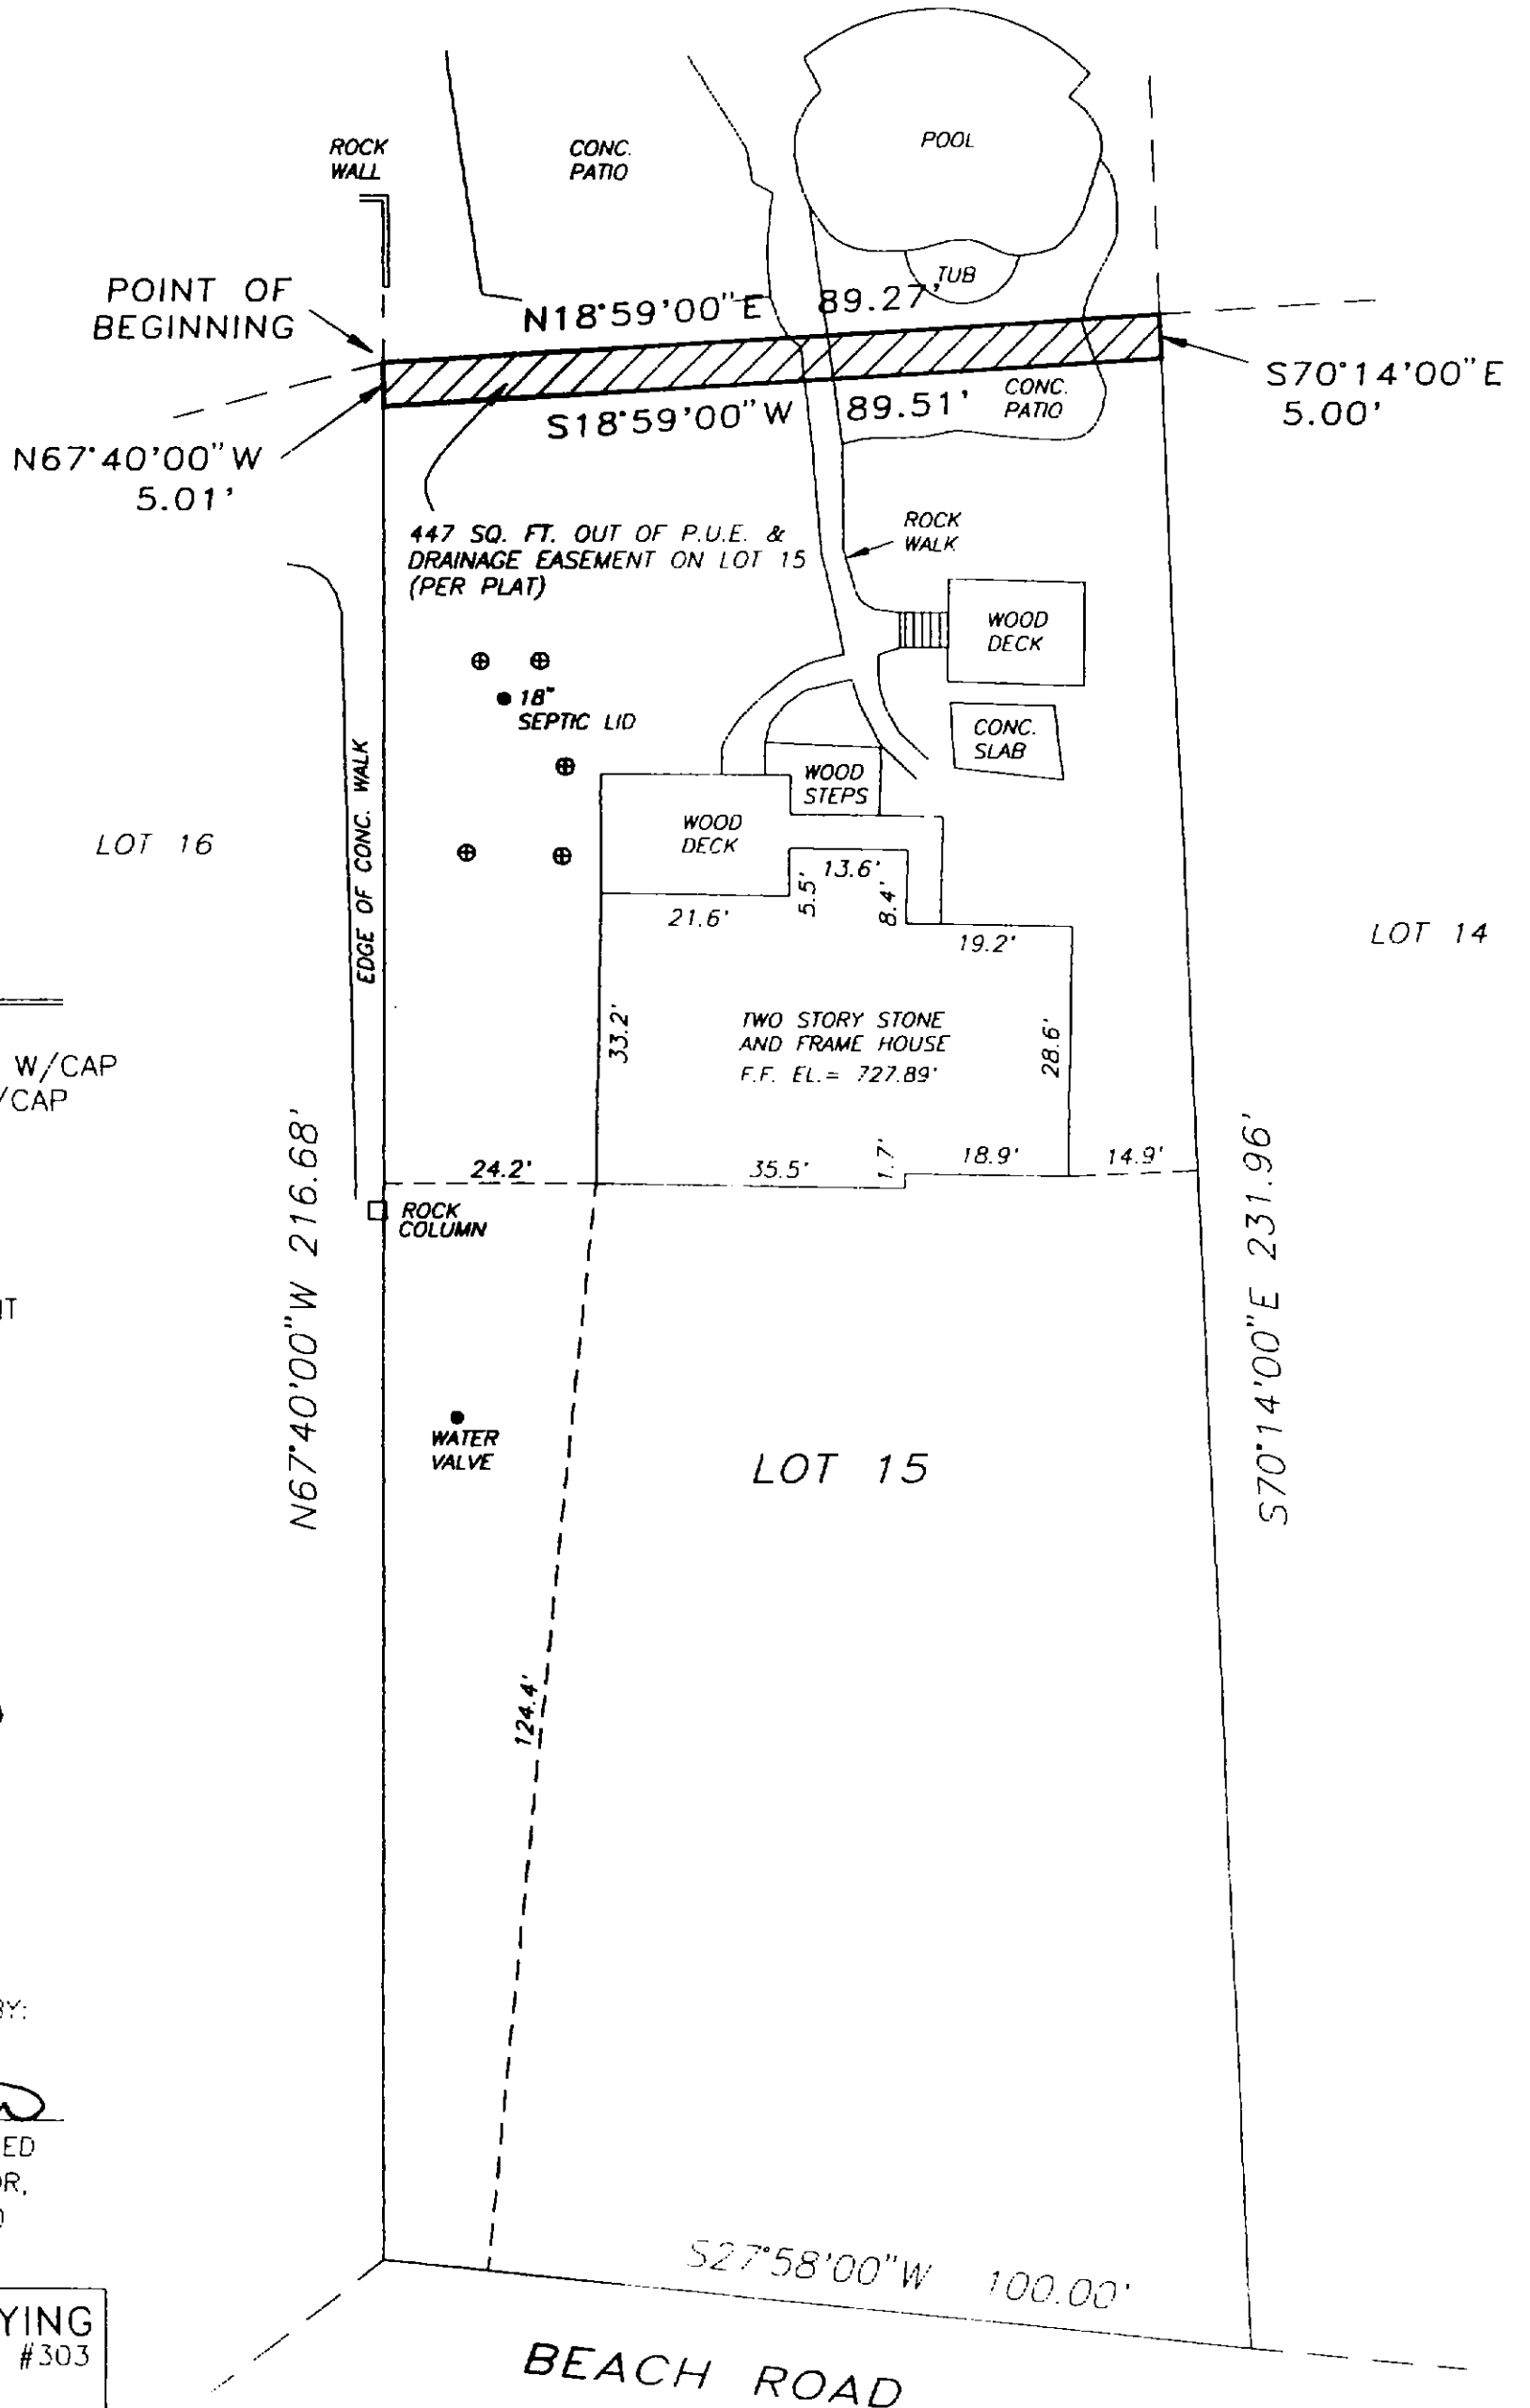 ROCK
WALL
CONC.
PATIO
POOL
TUB
POINT OF
BEGINNING
N18°59'00"E 89.27'
S70°14'00"E
5.00'
S18°59'00"W 89.51'
CONC.
PATIO
N67°40'00"W
5.01'
447 SQ. FT. OUT OF P.U.E. &
DRAINAGE EASEMENT ON LOT 15
(PER PLAT)
ROCK
WALK
WOOD
DECK
18"
SEPTIC LID
CONC.
SLAB
WOOD
STEPS
EDGE OF CONC. WALK
LOT 16
WOOD
DECK
13.6'
5.5'
8.4'
21.6'
19.2'
LOT 14
33.2'
TWO STORY STONE
AND FRAME HOUSE
F.F. EL.= 727.89'
28.6'
W/CAP
/CAP
24.2'
35.5'
1.7'
18.9'
14.9'
ROCK
COLUMN
N67°40'00"W 216.68'
S70°14'00"E 231.96'
WATER
VALVE
LOT 15
124.4'
BY:
ED
OR,
S27°58'00"W 100.00'
YING
#303
BEACH ROAD